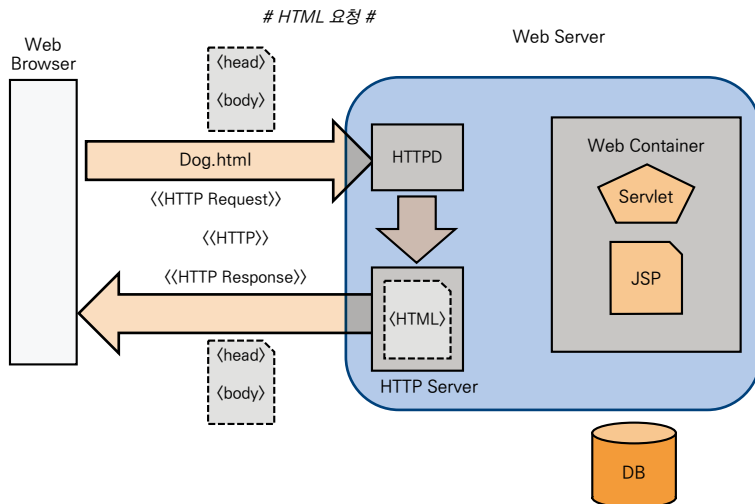 # HTML 요청 #
Web
Browser
Web Server
〈head〉
〈body〉
Dog.html
HTTPD
Web Container
Servlet
JSP
〈〈HTTP Request〉〉
〈〈HTTP〉〉
〈〈HTTP Response〉〉
〈HTML〉
HTTP Server
〈head〉
〈body〉
DB